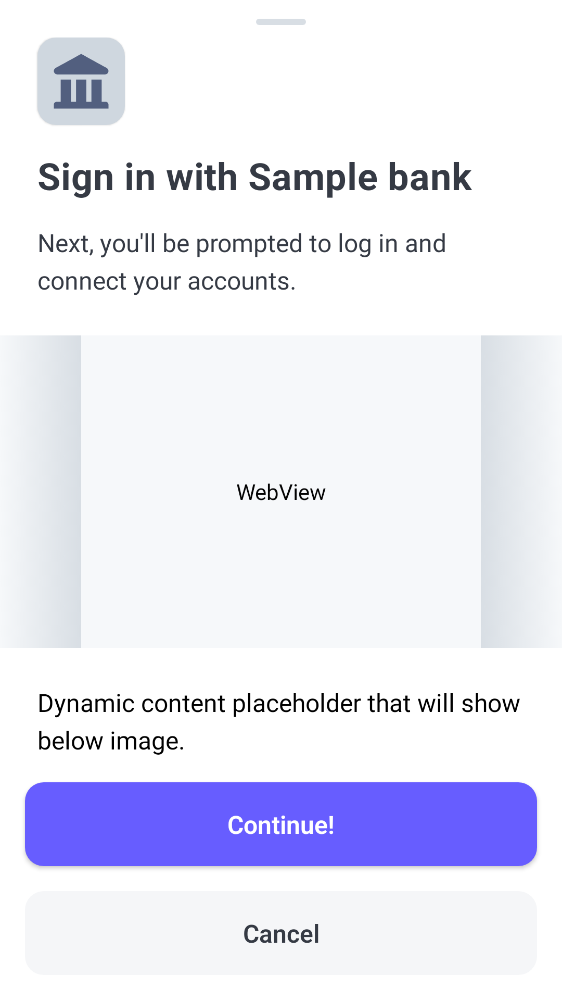 Sign in with Sample bank
Next, you'll be prompted to log in and
connect your accounts.
WebView
Dynamic content placeholder that will show
below image.
Continue!
Cancel